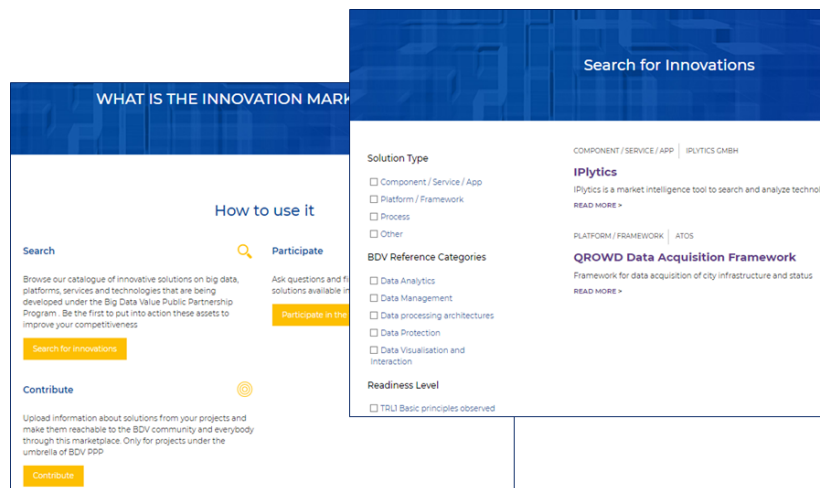 WHAT IS THE INNOVATION MARK
How to use it
Search
Browse our catalogue of innovative solutions on big data,
platforms, services and technologies that are being
developed under the Big Data Value Public Partnership
Program . Be the first to put into action these assets to
improve your competitiveness
Search for innovations
Participate
Ask questions and fi
solutions available in
Participate in the
Contribute
Upload information about solutions from your projects and
make them reachable to the BDV community and everybody
through this marketplace. Only for projects under the
umbrella of BDV PPP
Contribute
Search for Innovations
Solution Type
Component / Service / App
Platform / Framework
Process
Other
BDV Reference Categories
Data Analytics
Data Management
Data processing architectures
Data Protection
Data Visualisation and
Interaction
Readiness Level
TRL1 Basic principles observed
COMPONENT / SERVICE / APP IPLYTICS GMBH
IPlytics
IPlytics is a market intelligence tool to search and analyze technol
READ MORE >
PLATFORM / FRAMEWORK ATOS
QROWD Data Acquisition Framework
Framework for data acquisition of city infrastructure and status
READ MORE >